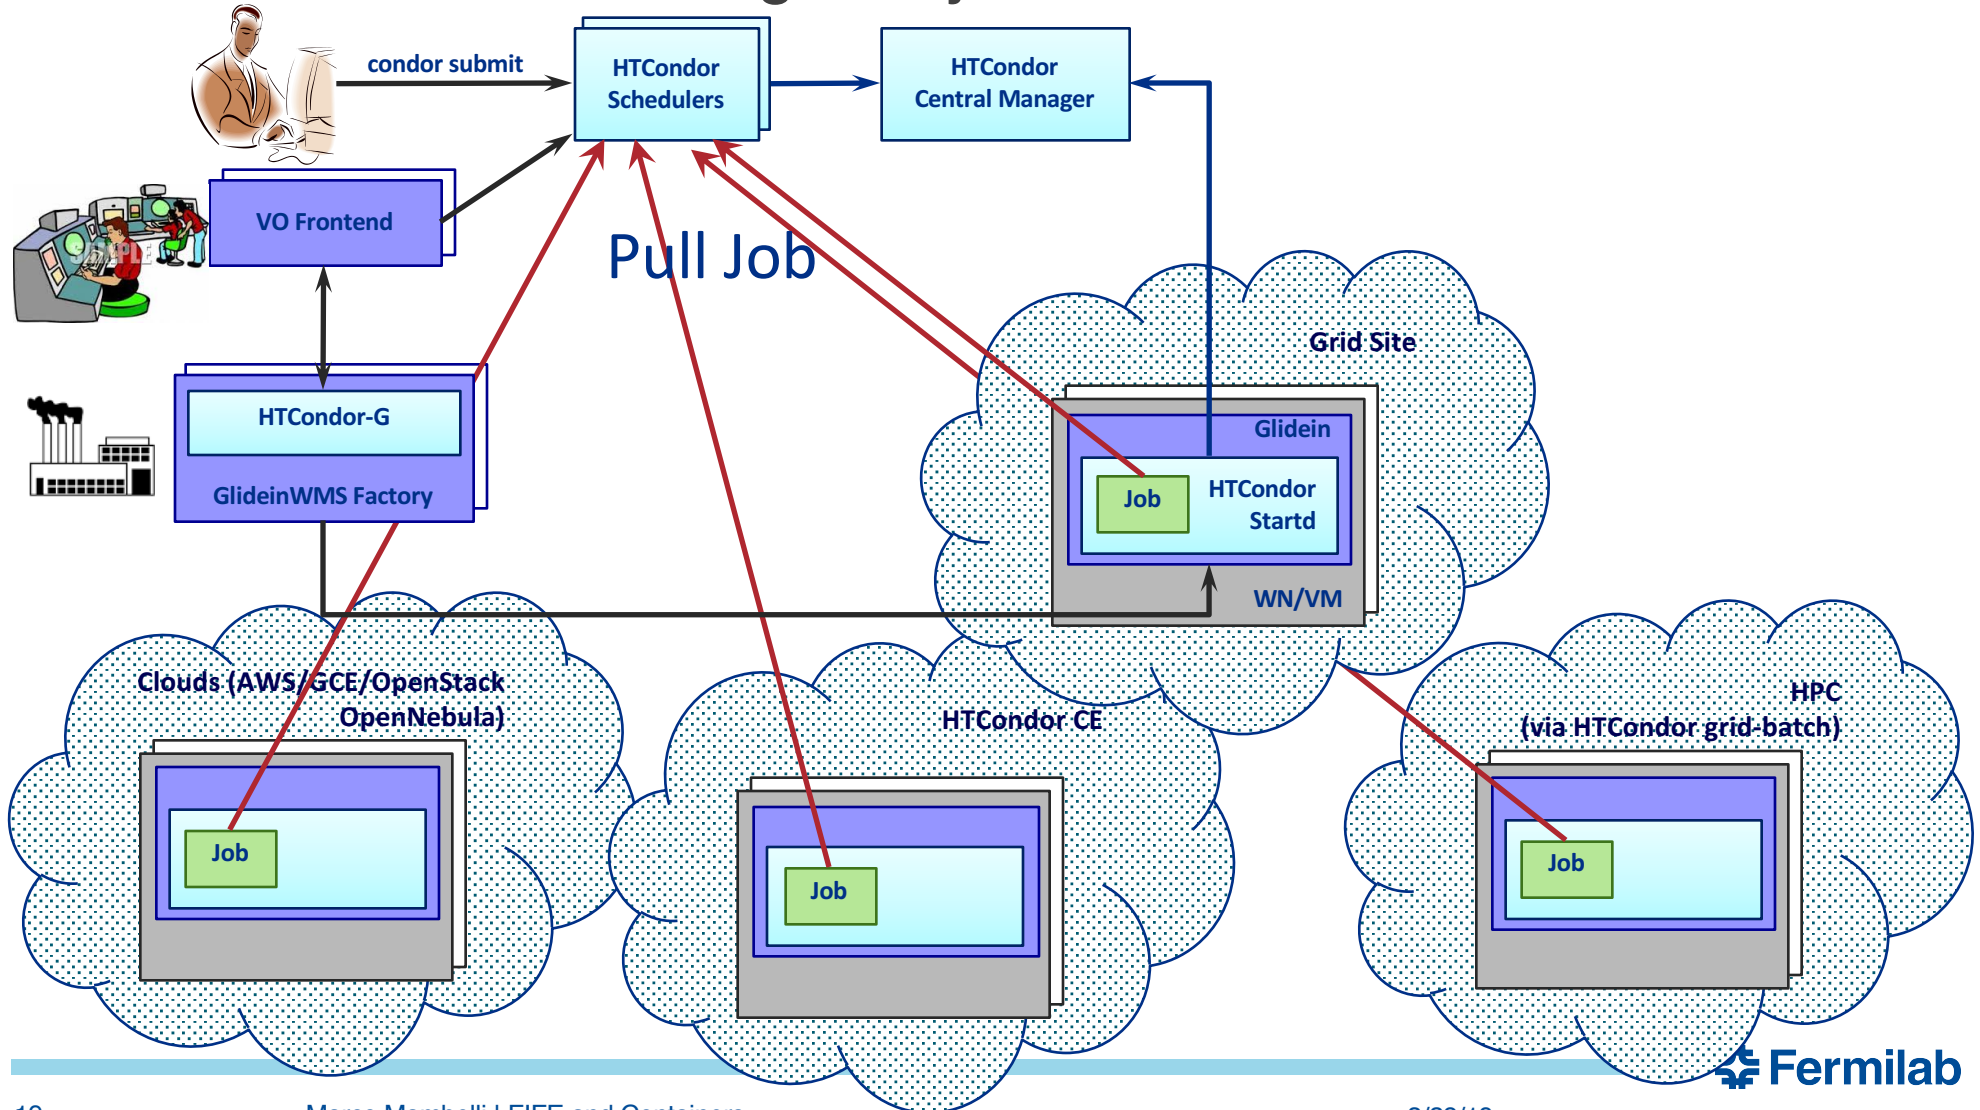 condor submit
HTCondor
Schedulers
HTCondor
Central Manager
VO Frontend
SAMPLE
Pull Job
Grid Site
HTCondor-G
GlideinWMS Factory
Glidein
Job
HTCondor
Startd
WN/VM
Clouds (AWS/GCE/OpenStack
OpenNebula)
HTCondor CE
HPC
(via HTCondor grid-batch)
Job
Job
Job
Fermilab